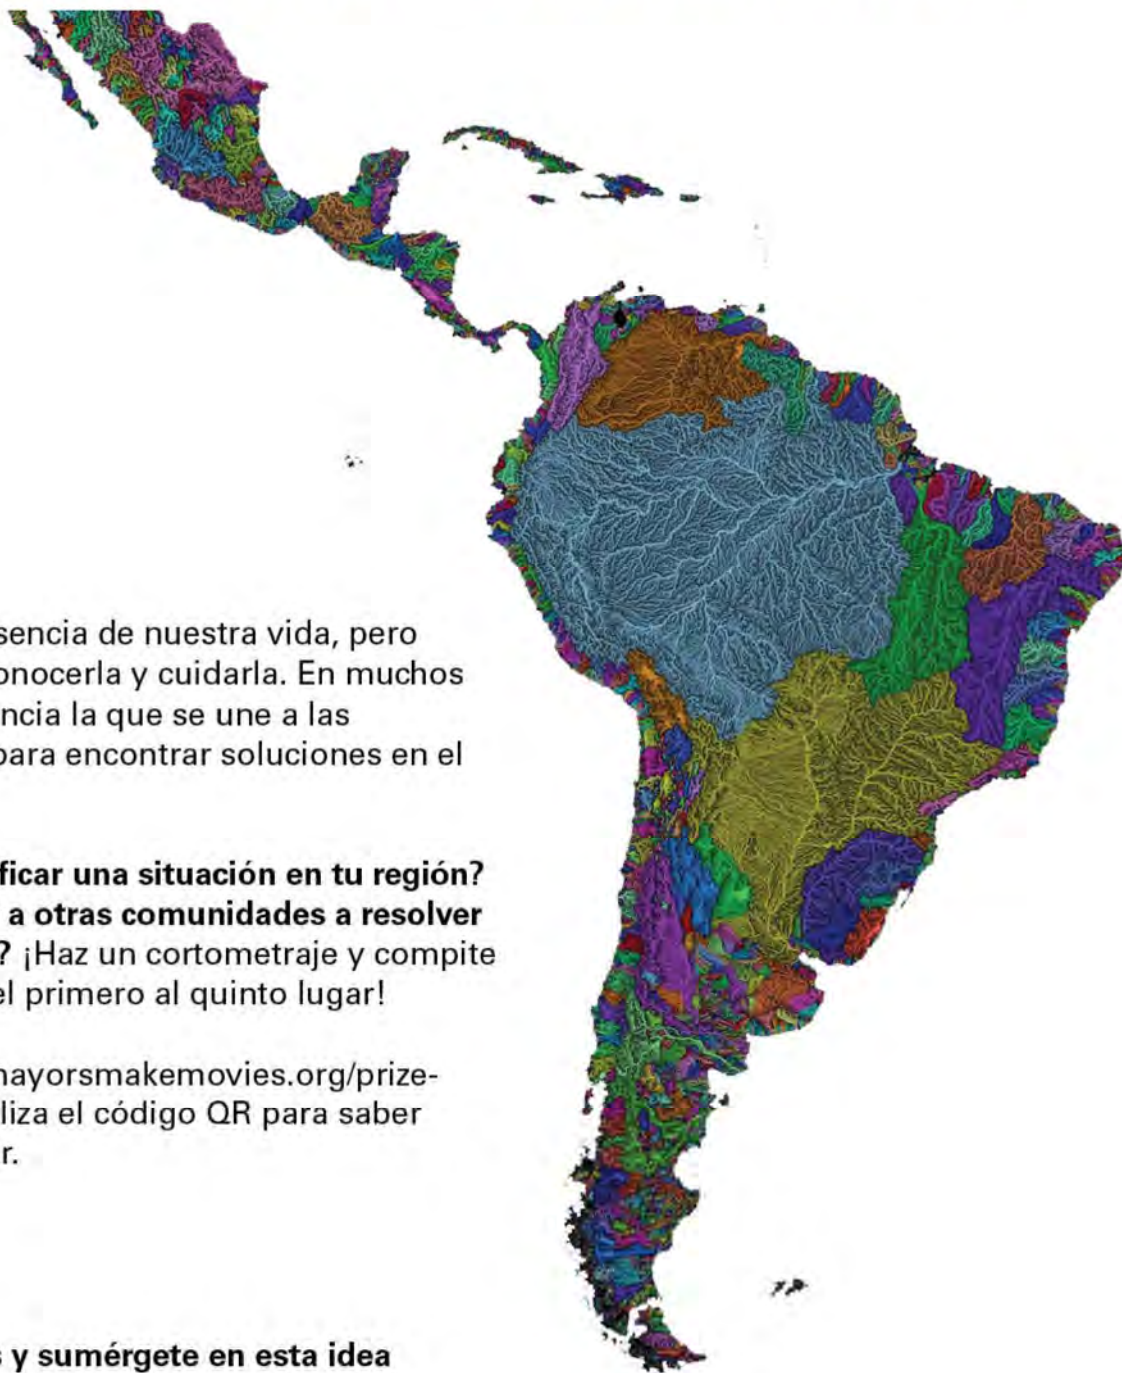 sencia de nuestra vida, pero
onocerla y cuidarla. En muchos
ncia la que se une a las
para encontrar soluciones en el
ficar una situación en tu región?
a otras comunidades a resolver
? ¡Haz un cortometraje y compite
el primero al quinto lugar!
nayorsmakemovies.org/prize-
liza el código QR para saber
r.
s y sumérgete en esta idea